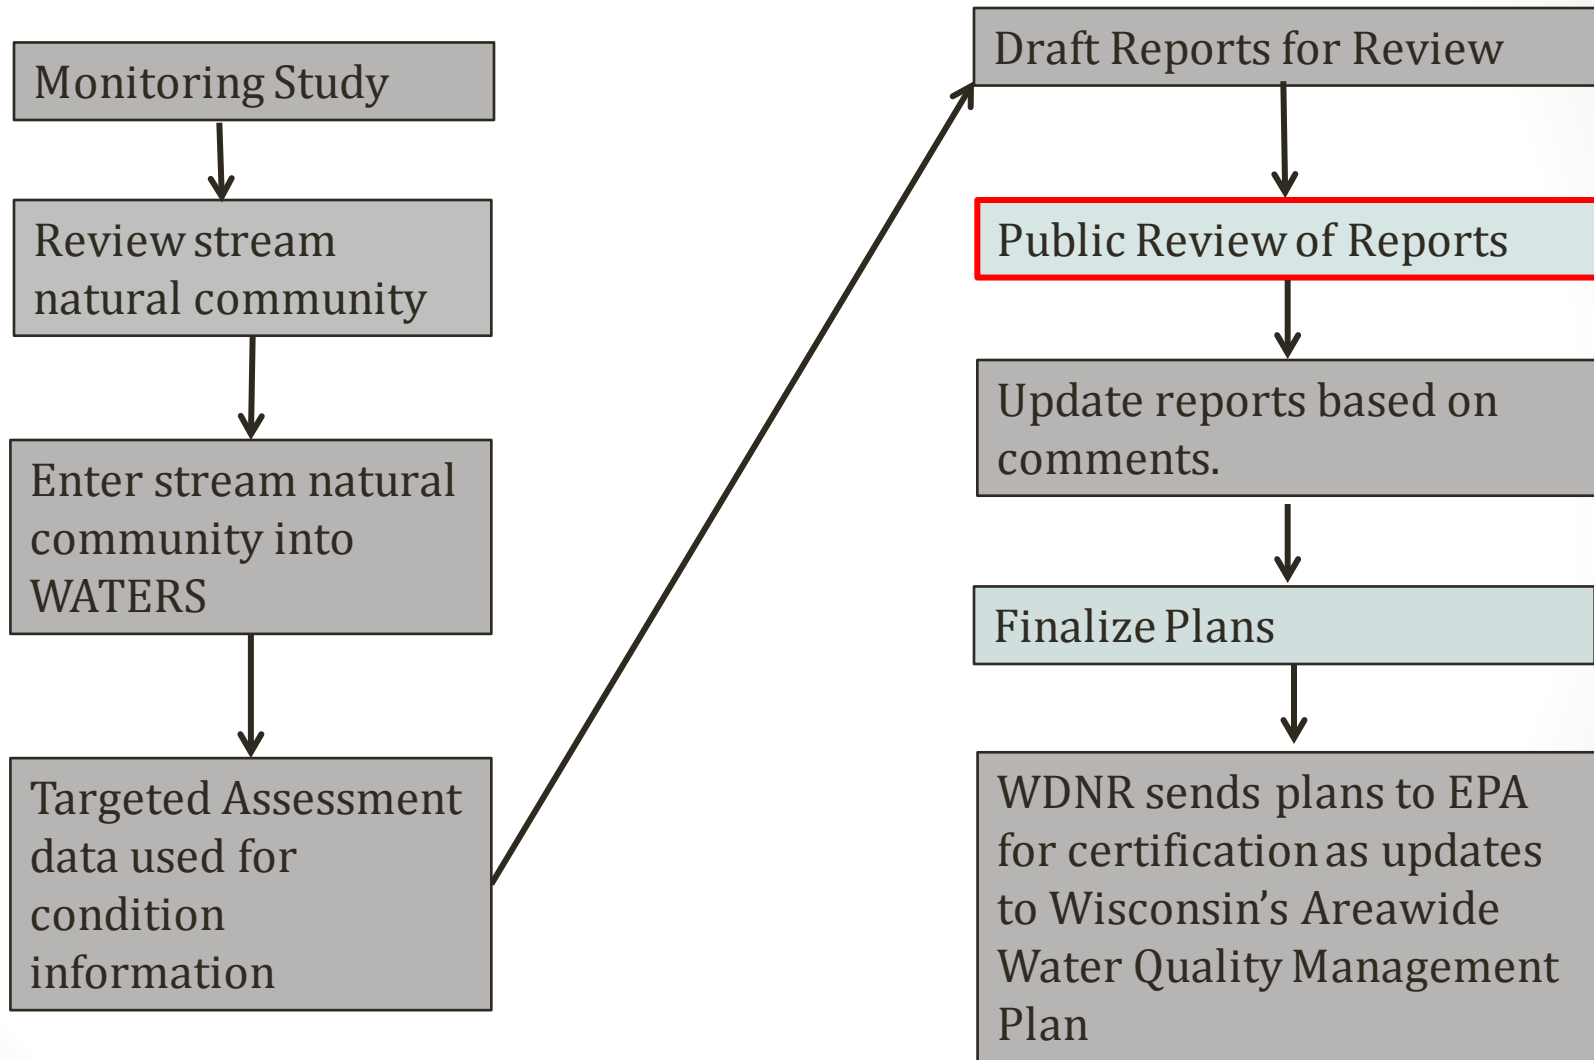 Monitoring Study
Review stream
natural community
Enter stream natural
community into
WATERS
Targeted Assessment
data used for
condition
information
Draft Reports for Review
Public Review of Reports
Update reports based on
comments.
Finalize Plans
WDNR sends plans to EPA
for certification as updates
to Wisconsin’s Areawide
Water Quality Management
Plan